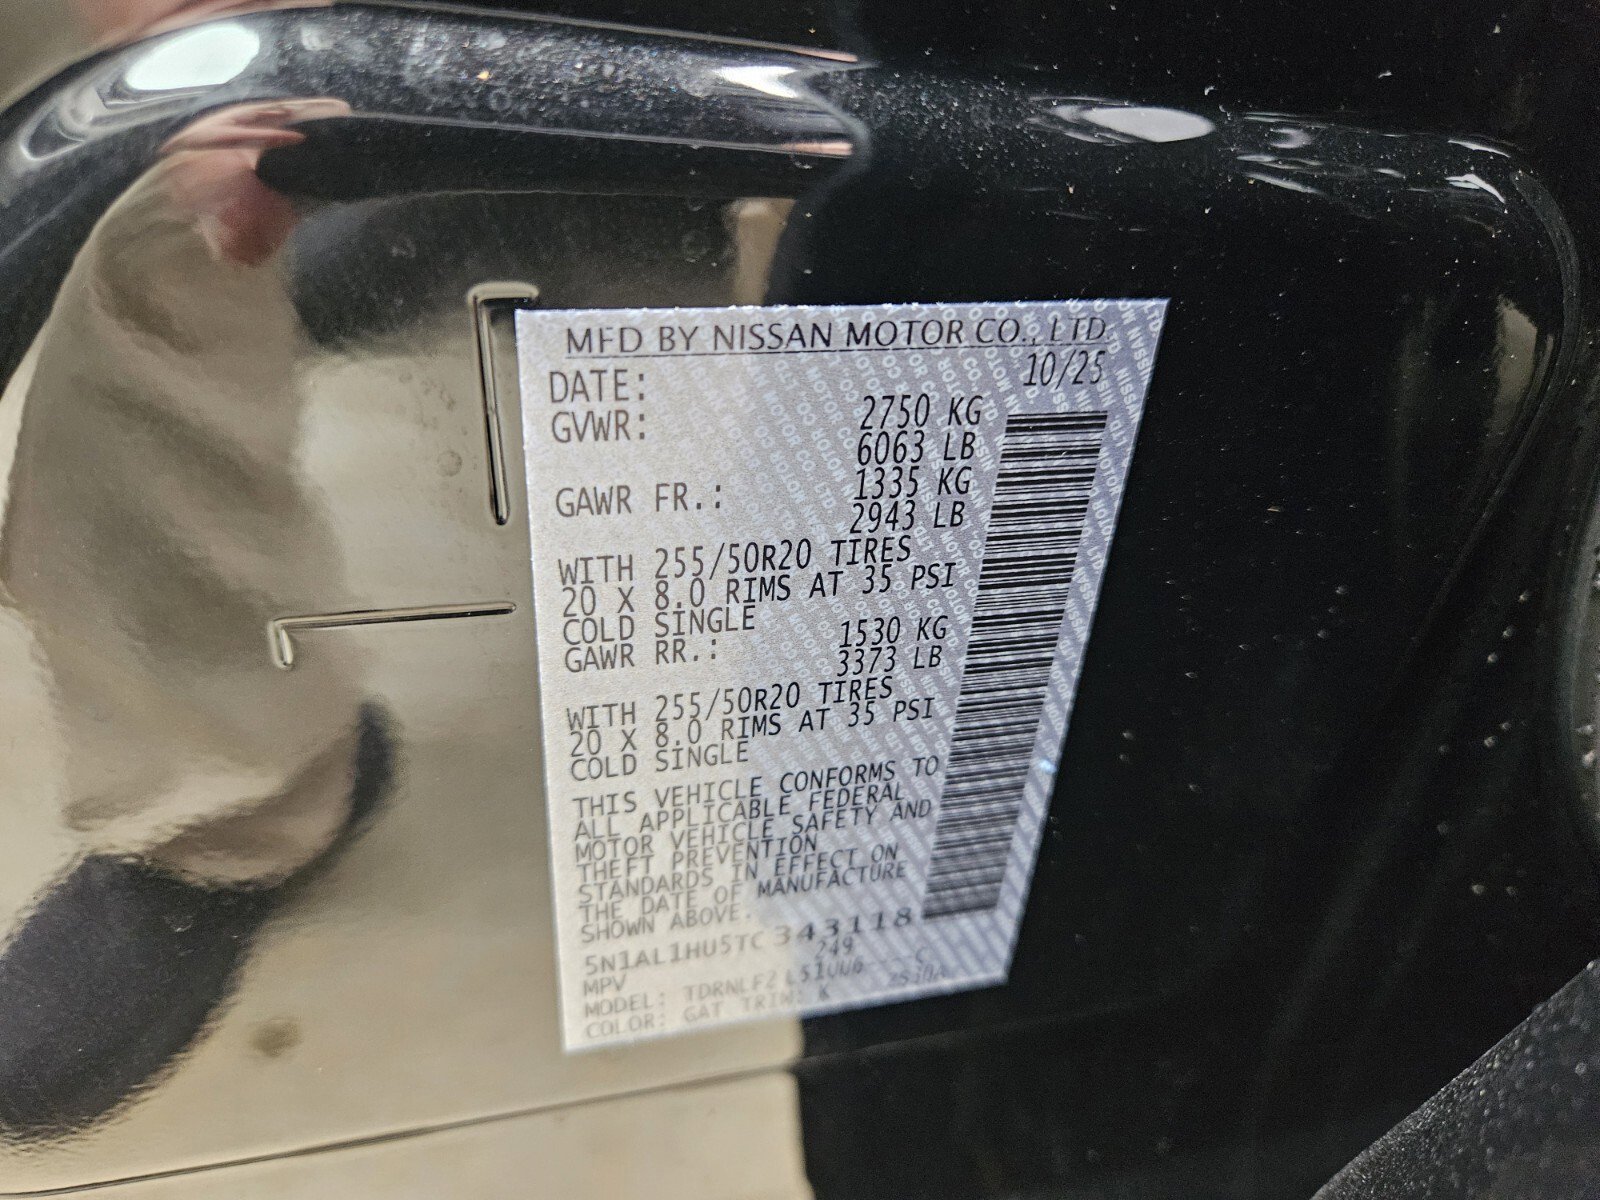 MFD BY NISSAN MOTOR CO., LTD.
DATE: 10/25
GVWR: 2750 KG
6063 LB
GAWR FR.: 1335 KG
2943 LB
WITH 255/50R20 TIRES
20 X 8.0 RIMS AT 35 PSI
COLD SINGLE
GAWR RR.: 1530 KG
3373 LB
WITH 255/50R20 TIRES
20 X 8.0 RIMS AT 35 PSI
COLD SINGLE
THIS VEHICLE CONFORMS TO
ALL APPLICABLE FEDERAL
MOTOR VEHICLE SAFETY AND
THEFT PREVENTION
STANDARDS IN EFFECT ON
THE DATE OF MANUFACTURE
SHOWN ABOVE.
5N1AL1HU5TC343118
MPV 249
MODEL: TDRNLF2
COLOR: GAT TRIM: K